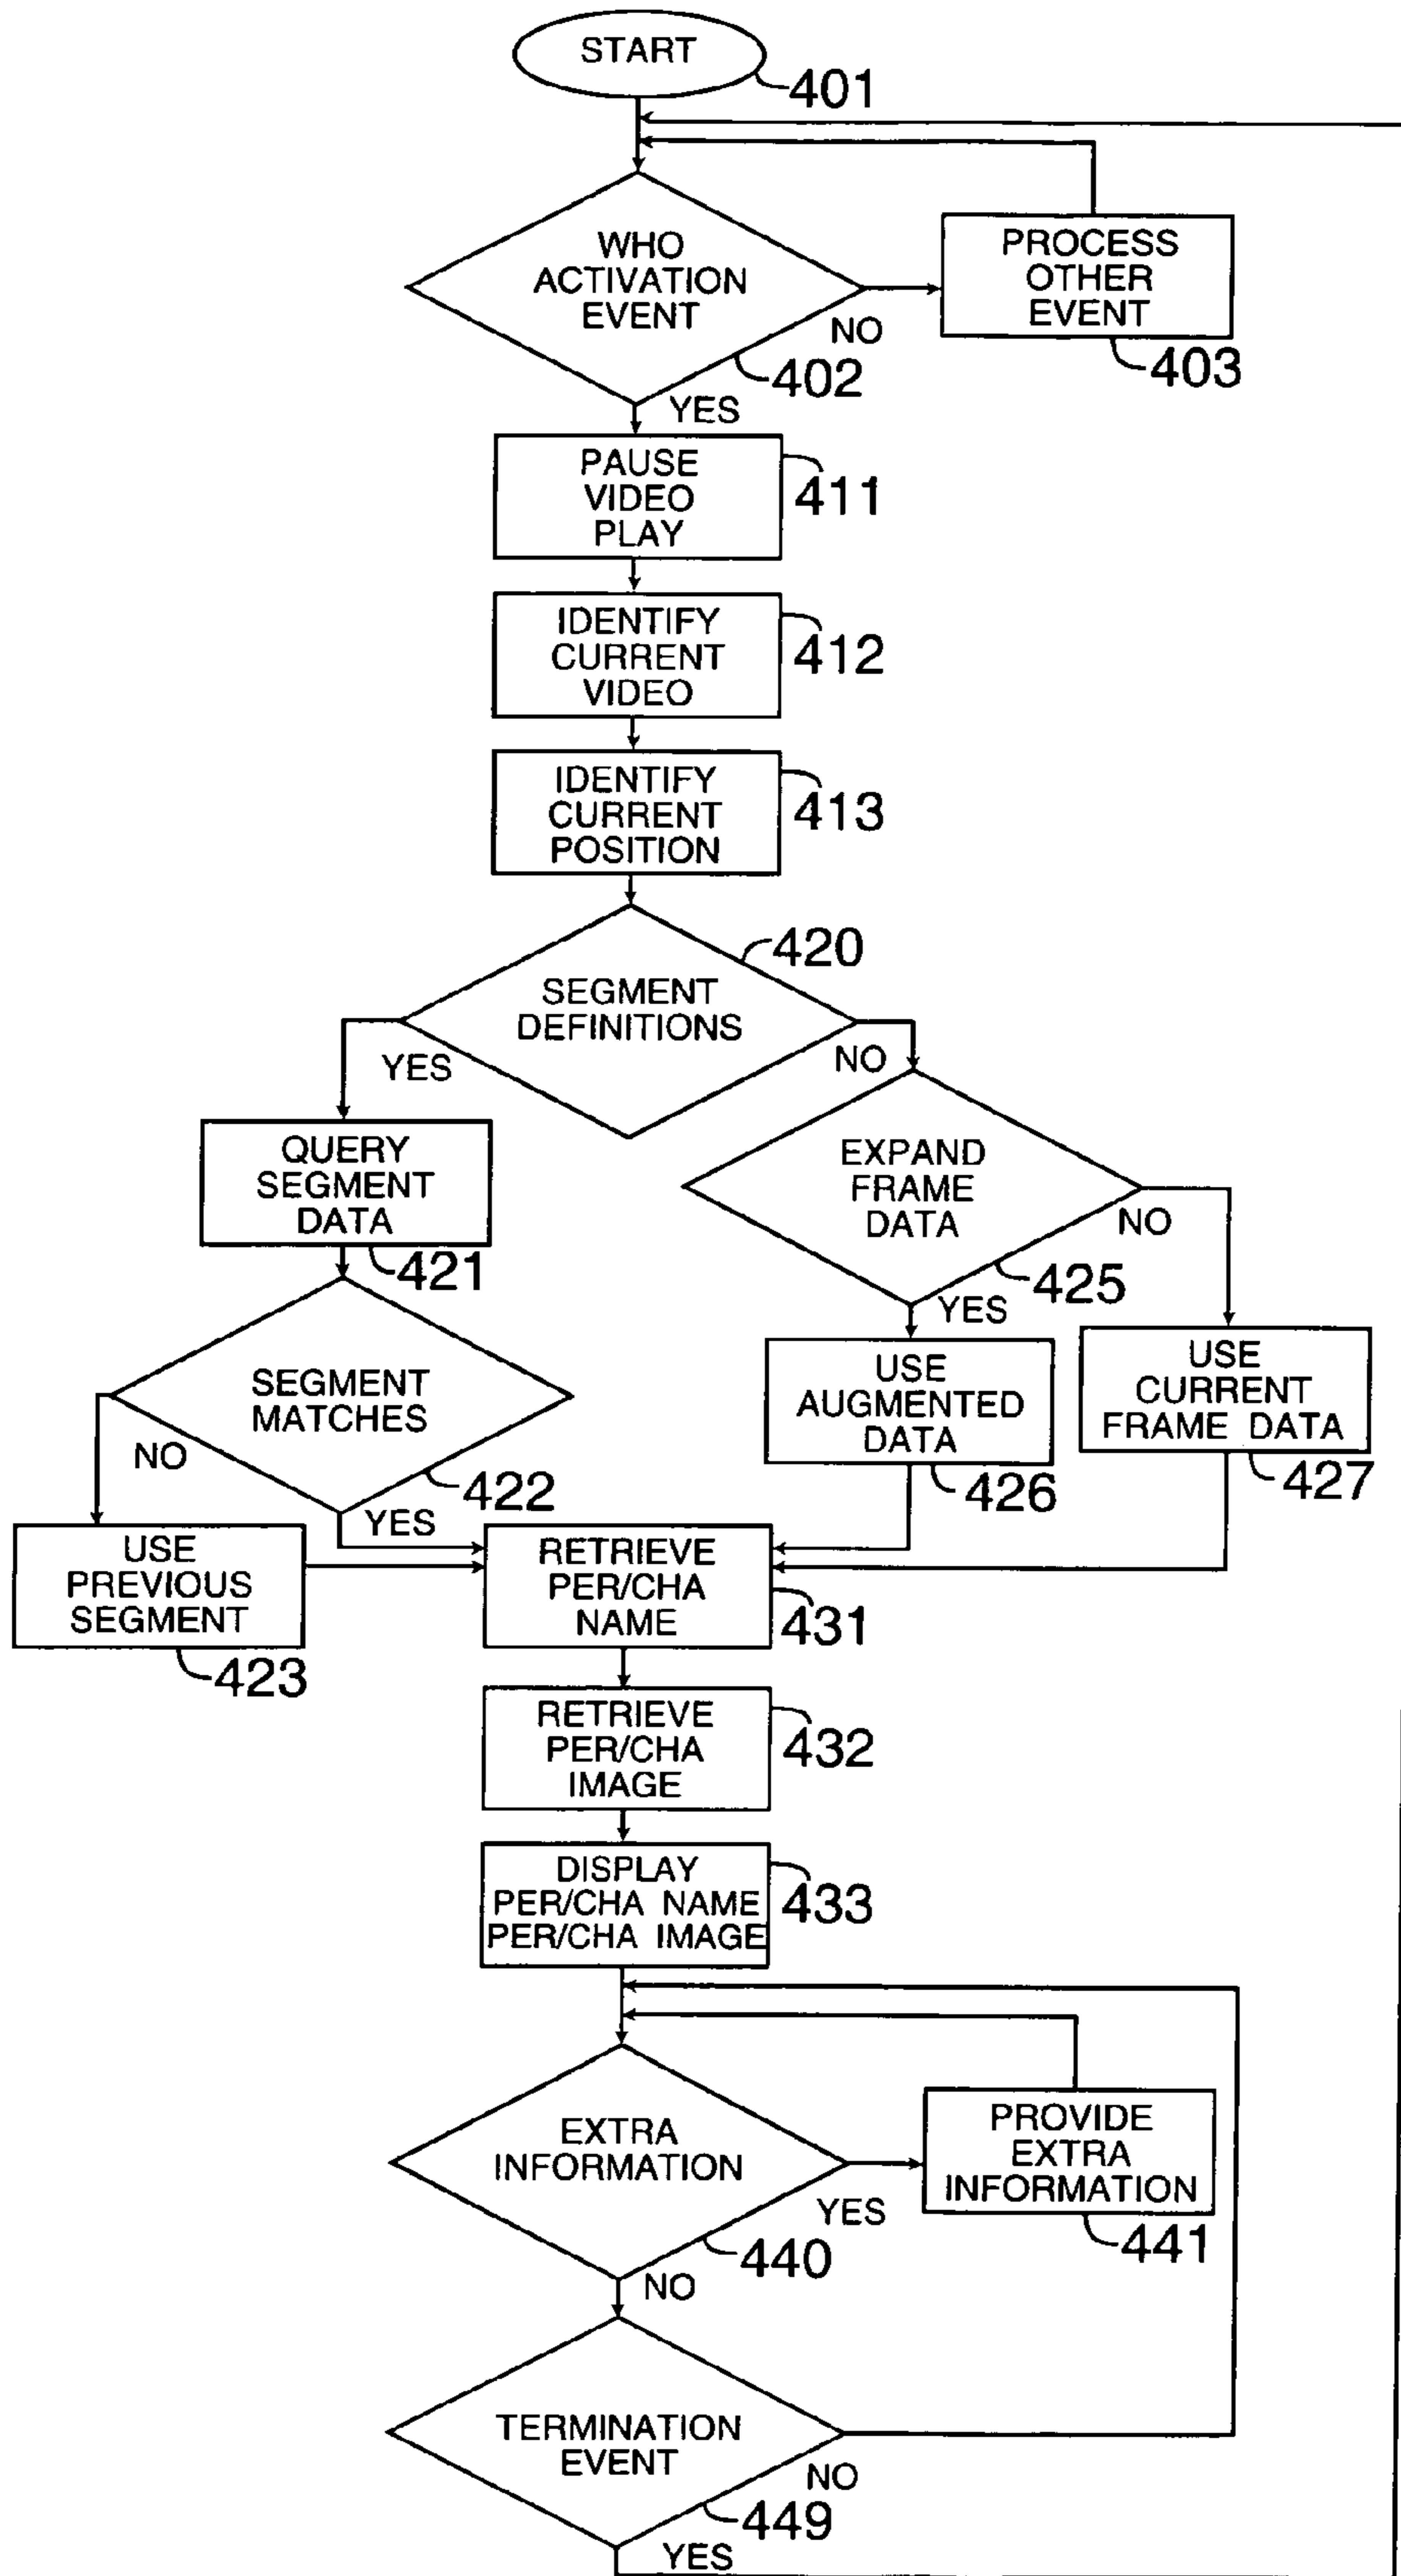 START
401
WHO
ACTIVATION
EVENT
NO
402
YES
PROCESS
OTHER
EVENT
403
PAUSE
VIDEO
PLAY
411
IDENTIFY
CURRENT
VIDEO
412
IDENTIFY
CURRENT
POSITION
413
SEGMENT
DEFINITIONS
420
YES
NO
QUERY
SEGMENT
DATA
421
EXPAND
FRAME
DATA
NO
425
YES
SEGMENT
MATCHES
NO
422
YES
USE
AUGMENTED
DATA
426
USE
CURRENT
FRAME DATA
427
USE
PREVIOUS
SEGMENT
423
RETRIEVE
PER/CHA
NAME
431
RETRIEVE
PER/CHA
IMAGE
432
DISPLAY
PER/CHA NAME
PER/CHA IMAGE
433
EXTRA
INFORMATION
YES
440
NO
PROVIDE
EXTRA
INFORMATION
441
TERMINATION
EVENT
NO
449
YES